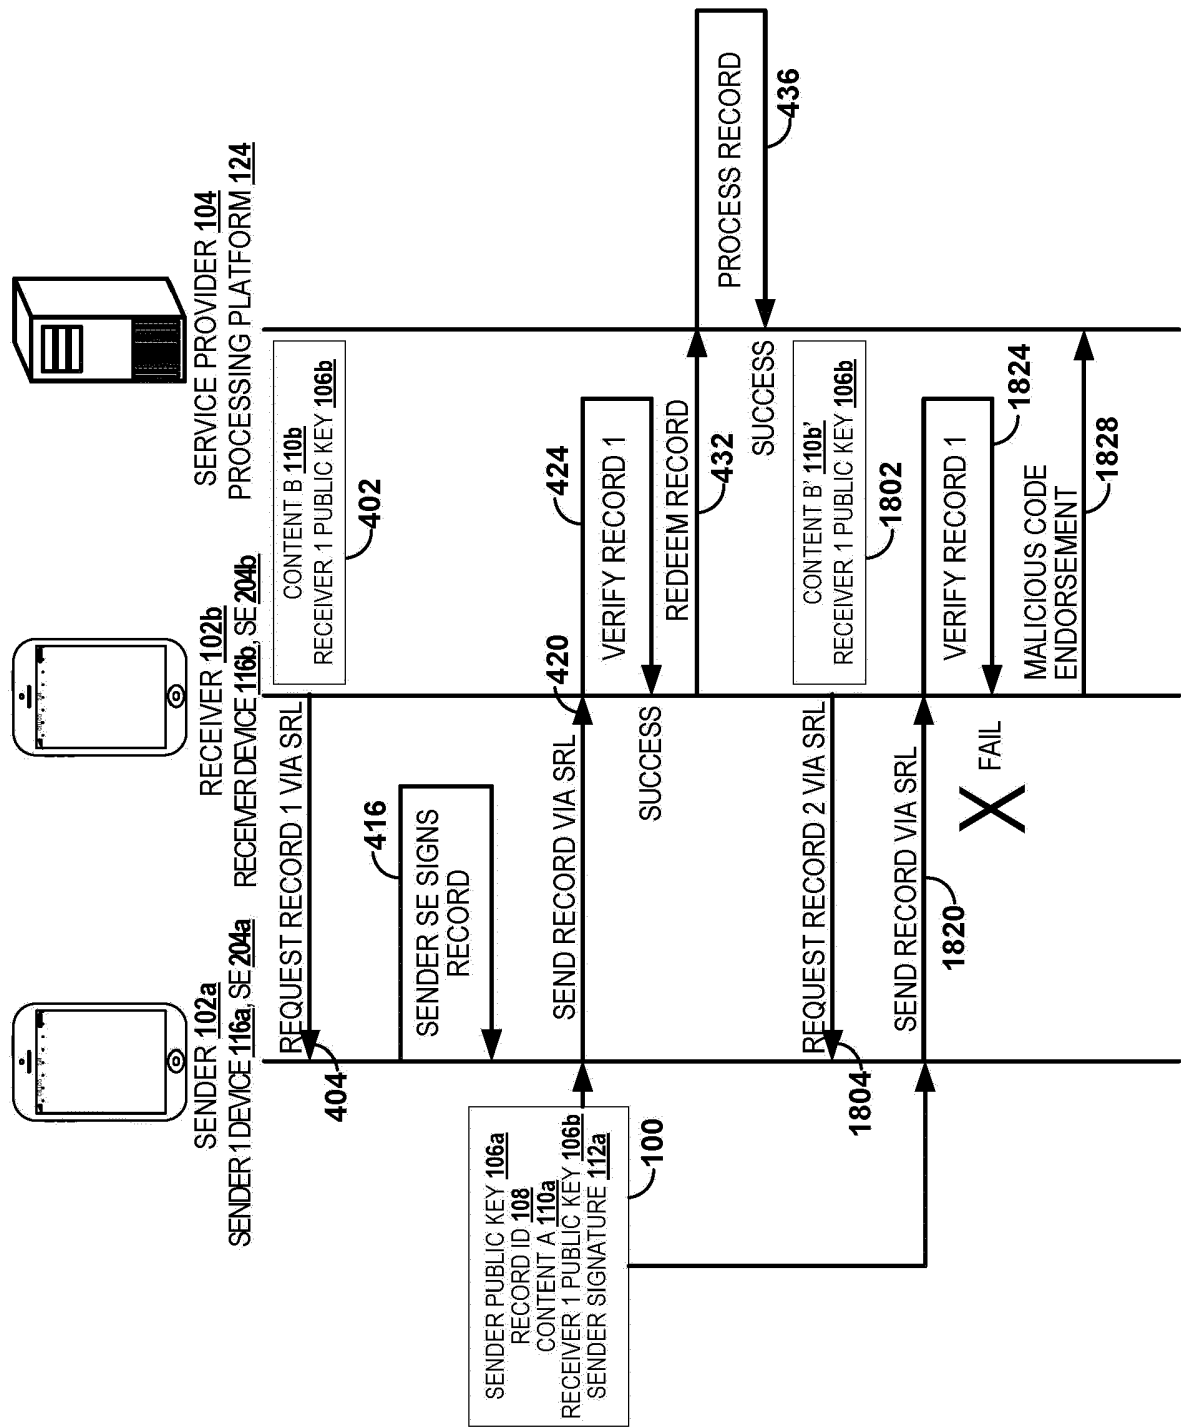 SENDER 102a
SENDER 1 DEVICE 116a, SE 204a
RECEIVER 102b
RECEIVER DEVICE 116b, SE 204b
SERVICE PROVIDER 104
PROCESSING PLATFORM 124
CONTENT B 110b
RECEIVER 1 PUBLIC KEY 106b
402
REQUEST RECORD 1 VIA SRL
404
416
SENDER SE SIGNS
RECORD
SENDER PUBLIC KEY 106a
RECORD ID 108
CONTENT A 110a
RECEIVER 1 PUBLIC KEY 106b
SENDER SIGNATURE 112a
100
SEND RECORD VIA SRL
420
424
VERIFY RECORD 1
SUCCESS
REDEEM RECORD
432
PROCESS RECORD
436
SUCCESS
CONTENT B' 110b'
RECEIVER 1 PUBLIC KEY 106b
1802
REQUEST RECORD 2 VIA SRL
1804
SEND RECORD VIA SRL
1820
VERIFY RECORD 1
1824
X
FAIL
MALICIOUS CODE
ENDORSEMENT
1828